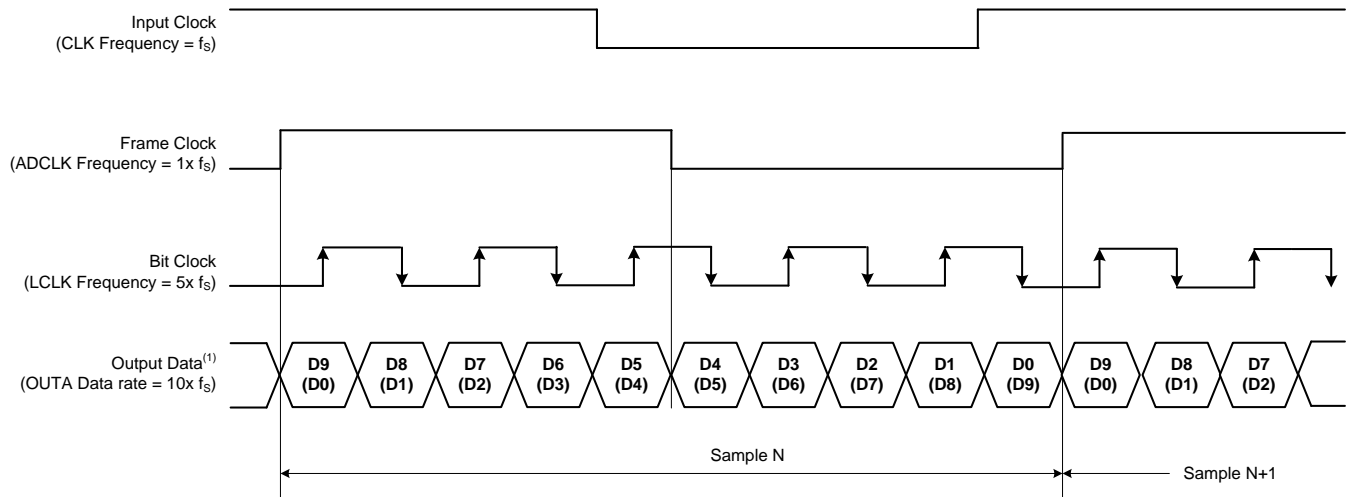 Input Clock
(CLK Frequency = fS)
Frame Clock
(ADCLK Frequency = 1x fS)
Bit Clock
(LCLK Frequency = 5x fS)
Output Data(1)
(OUTA Data rate = 10x fS)
D9 D8 D7 D6 D5 D4 D3 D2 D1 D0 D9 D8 D7
(D0) (D1) (D2) (D3) (D4) (D5) (D6) (D7) (D8) (D9) (D0) (D1) (D2)
Sample N
Sample N+1